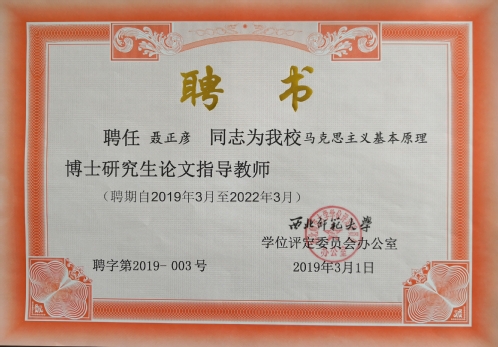 聘 书
聘任 聂正彦 同志为我校马克思主义基本原理
博士研究生论文指导教师
（聘期自2019年3月至2022年3月）
西北师范大学
学位评定委员会办公室
聘字第2019- 003 号 2019年3月1日